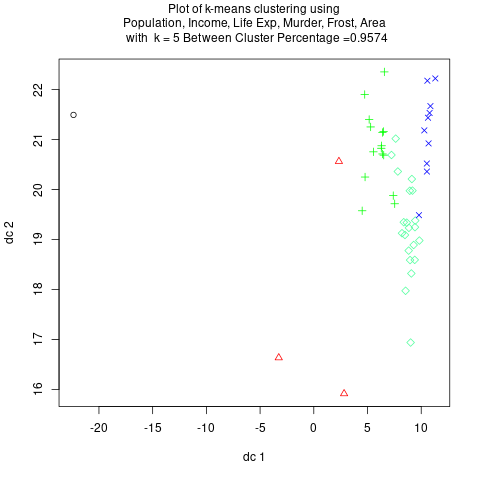 Plot of k-means clustering using
Population, Income, Life Exp, Murder, Frost, Area
with k = 5 Between Cluster Percentage =0.9574
22
21
20
19
18
17
16
dc 2
-20
-15
-10
-5
0
5
10
dc 1